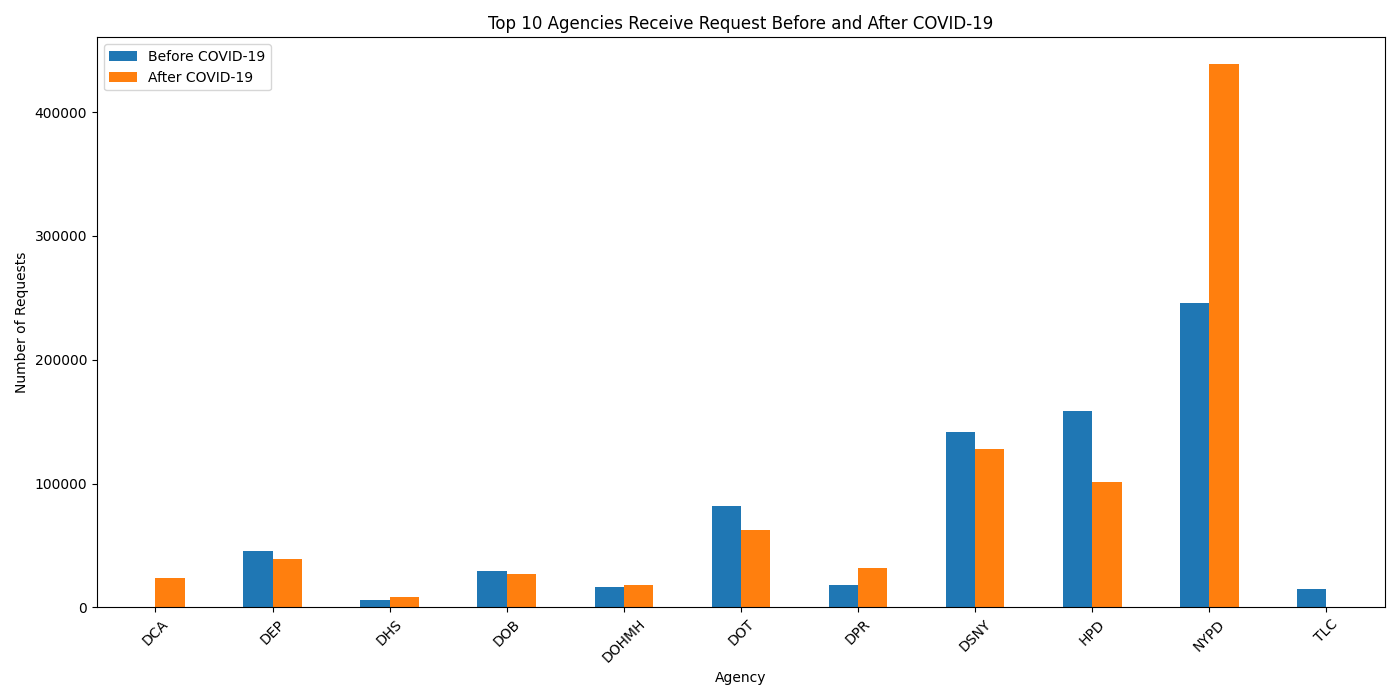 Top 10 Agencies Receive Request Before and After COVID-19
Before COVID-19
After COVID-19
400000
300000
200000
100000
0
Number of Requests
DCA
DEP
DHS
DOB
DOHMH
DOT
DPR
DSNY
HPD
NYPD
TLC
Agency